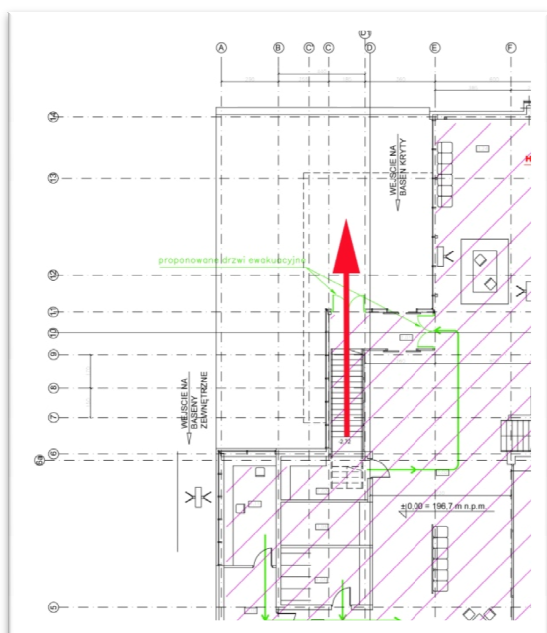 D1
A
B
C'
C
D
E
F
14
13
WEJŚCIE NA
BASEN KRYTY
H
proponowane drzwi ewakuacyjne
12
11
10
9
8
7
6
5
WEJŚCIE NA
BASENY
ZEWNĘTRZNE
±0,00 = 196,7 m n.p.m.